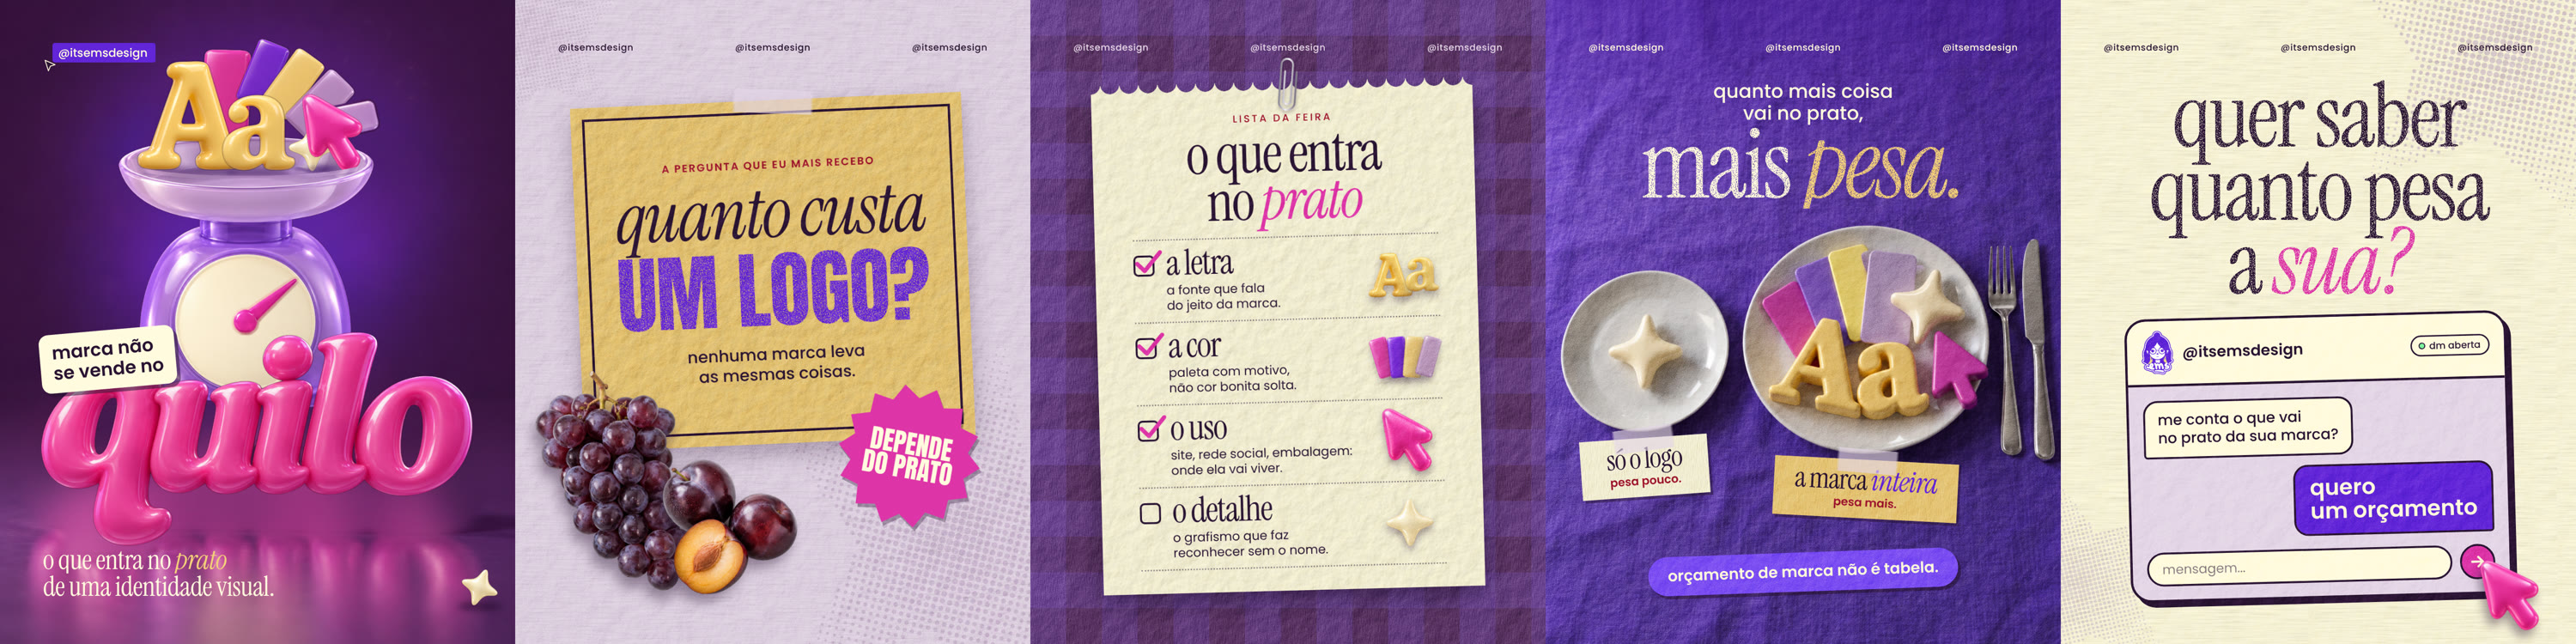 @itsemsdesign
Aa
marca não
se vende no
quilo
o que entra no prato
de uma identidade visual.
@itsemsdesign
@itsemsdesign
@itsemsdesign
A PERGUNTA QUE EU MAIS RECEBO
quanto custa
UM LOGO?
nenhuma marca leva
as mesmas coisas.
DEPENDE
DO PRATO
@itsemsdesign
@itsemsdesign
@itsemsdesign
LISTA DA FEIRA
o que entra
no prato
a letra
a fonte que fala
do jeito da marca.
Aa
a cor
paleta com motivo,
não cor bonita solta.
o uso
site, rede social, embalagem:
onde ela vai viver.
o detalhe
o grafismo que faz
reconhecer sem o nome.
@itsemsdesign
@itsemsdesign
@itsemsdesign
quanto mais coisa
vai no prato,
mais pesa.
Aa
só o logo
pesa pouco.
a marca inteira
pesa mais.
orçamento de marca não é tabela.
@itsemsdesign
@itsemsdesign
@itsemsdesign
quer saber
quanto pesa
a sua?
@itsemsdesign
dm aberta
me conta o que vai
no prato da sua marca?
quero
um orçamento
mensagem...